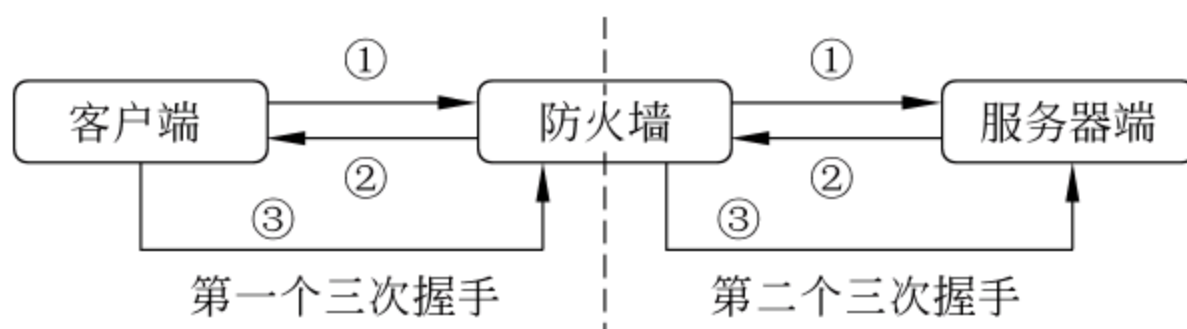 ① ①
客户端 防火墙 服务器端
② ②
③ ③
第一个三次握手 第二个三次握手